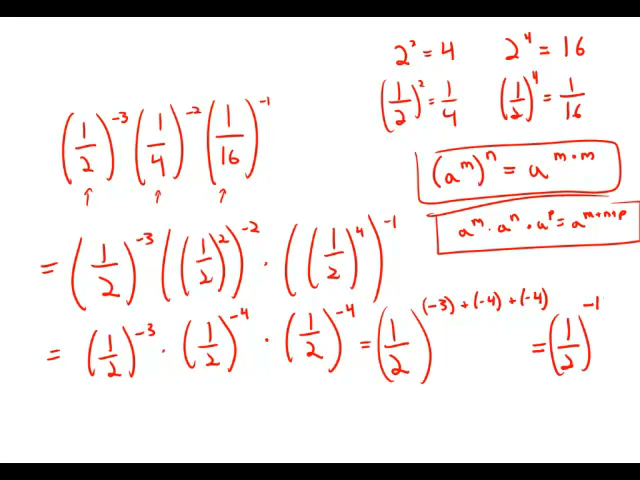 2² = 4   2⁴ = 16
(1/2)² = 1/4   (1/2)⁴ = 1/16
(1/2)⁻³ (1/4)⁻² (1/16)⁻¹
(aᵐ)ⁿ = aᵐ·ᵐ
aᵐ · aⁿ · aᵖ = aᵐ⁺ⁿ⁺ᵖ
= (1/2)⁻³ ((1/2)²)⁻² · ((1/2)⁴)⁻¹
= (1/2)⁻³ · (1/2)⁻⁴ · (1/2)⁻⁴ = (1/2)⁽⁻³⁾ ⁺ ⁽⁻⁴⁾ ⁺ ⁽⁻⁴⁾ = (1/2)⁻¹